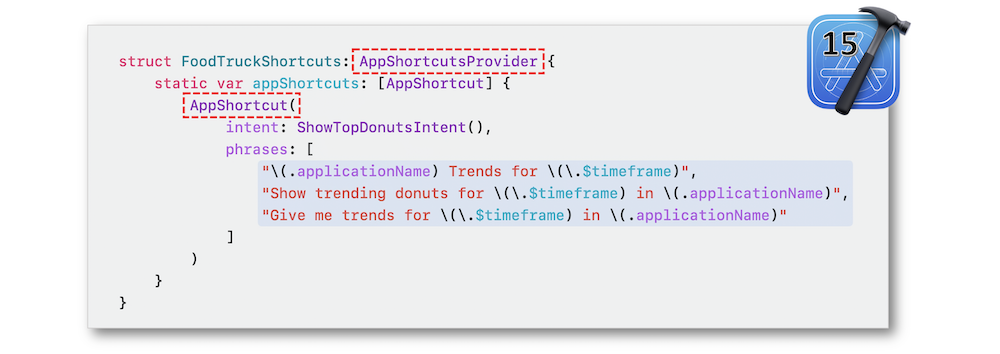 15
struct FoodTruckShortcuts: AppShortcutsProvider {
static var appShortcuts: [AppShortcut] {
AppShortcut(
intent: ShowTopDonutsIntent(),
phrases: [
"\(.applicationName) Trends for \(\.$timeframe)",
"Show trending donuts for \(\.$timeframe) in \(.applicationName)",
"Give me trends for \(\.$timeframe) in \(.applicationName)"
]
)
}
}